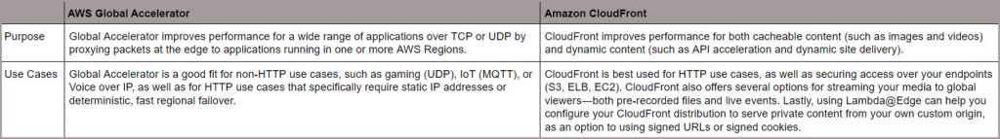 AWS Global Accelerator
Amazon CloudFront
Purpose
Global Accelerator improves performance for a wide range of applications over TCP or UDP by
proxying packets at the edge to applications running in one or more AWS Regions.
CloudFront improves performance for both cacheable content (such as images and videos)
and dynamic content (such as API acceleration and dynamic site delivery).
Use Cases
Global Accelerator is a good fit for non-HTTP use cases, such as gaming (UDP), IoT (MQTT), or
Voice over IP, as well as for HTTP use cases that specifically require static IP addresses or
deterministic, fast regional failover.
CloudFront is best used for HTTP use cases, as well as securing access over your endpoints
(S3, ELB, EC2). CloudFront also offers several options for streaming your media to global
viewers—both pre-recorded files and live events. Lastly, using Lambda@Edge can help you
configure your CloudFront distribution to serve private content from your own custom origin,
as an option to using signed URLs or signed cookies.